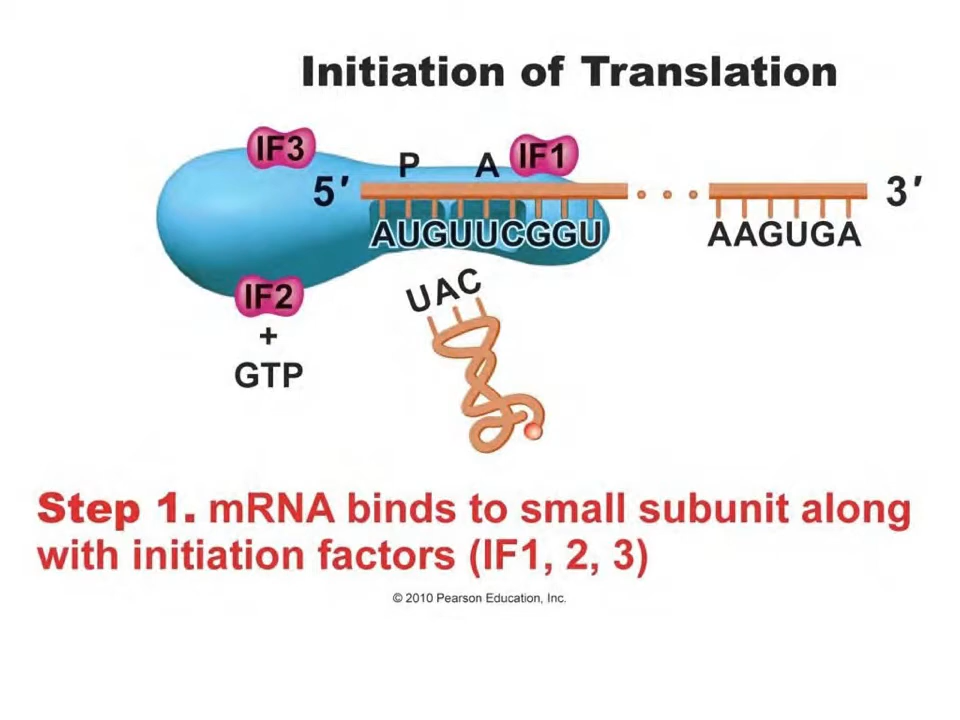 Initiation of Translation
IF3
P
A
IF1
5′
3′
AUGUUCGGU
AAGUGA
IF2
+
GTP
UAC
Step 1. mRNA binds to small subunit along
with initiation factors (IF1, 2, 3)
© 2010 Pearson Education, Inc.